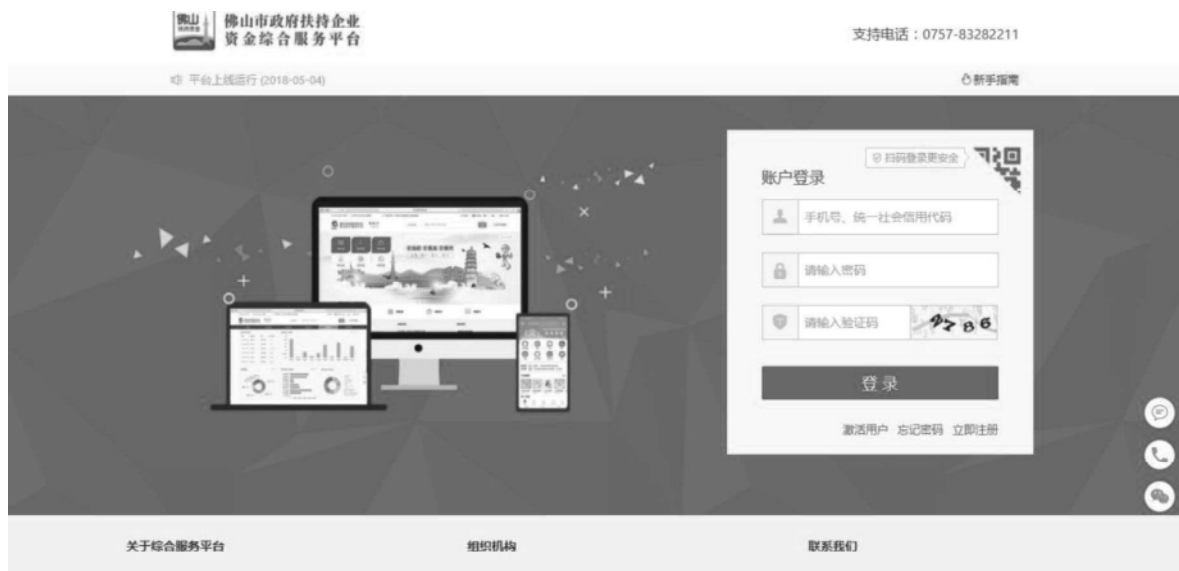 佛山市政府扶持企业
资金综合服务平台
支持电话：0757-83282211
平台上线运行 (2018-05-04)
新手指南
扫码登录更安全
账户登录
手机号、统一社会信用代码
请输入密码
请输入验证码
登 录
激活用户 忘记密码 立即注册
关于综合服务平台
组织机构
联系我们